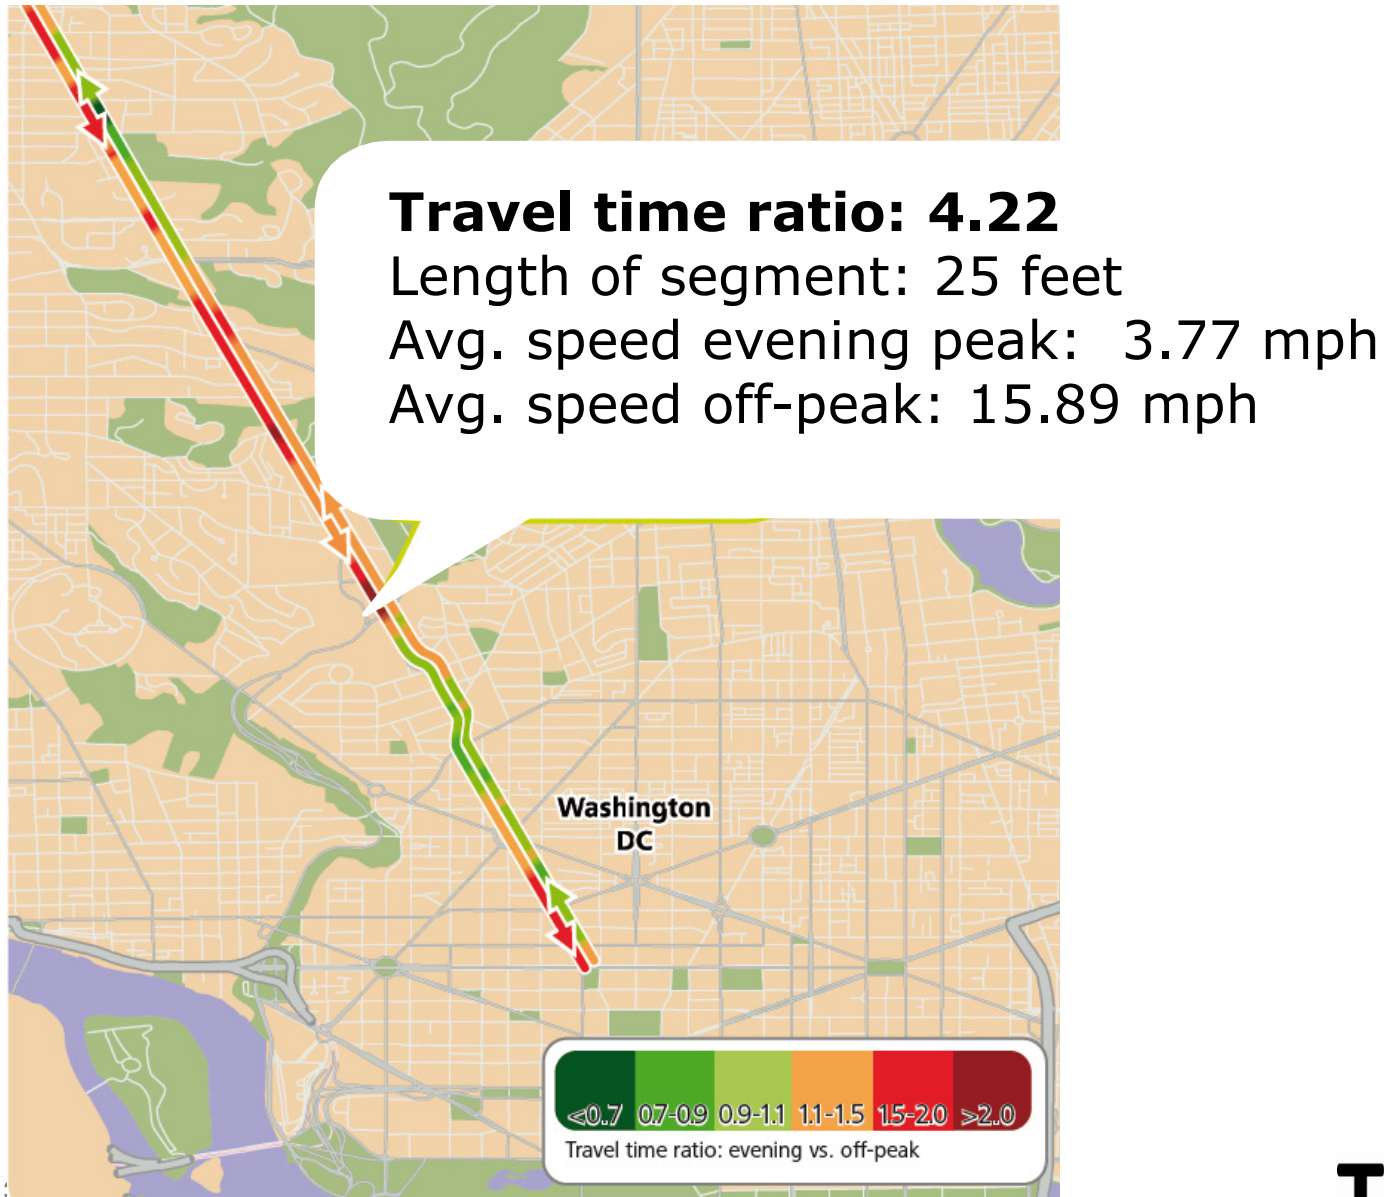 Travel time ratio: 4.22
Length of segment: 25 feet
Avg. speed evening peak: 3.77 mph
Avg. speed off-peak: 15.89 mph
Washington
DC
<0.7 0.7-0.9 0.9-1.1 1.1-1.5 1.5-2.0 >2.0
Travel time ratio: evening vs. off-peak
T